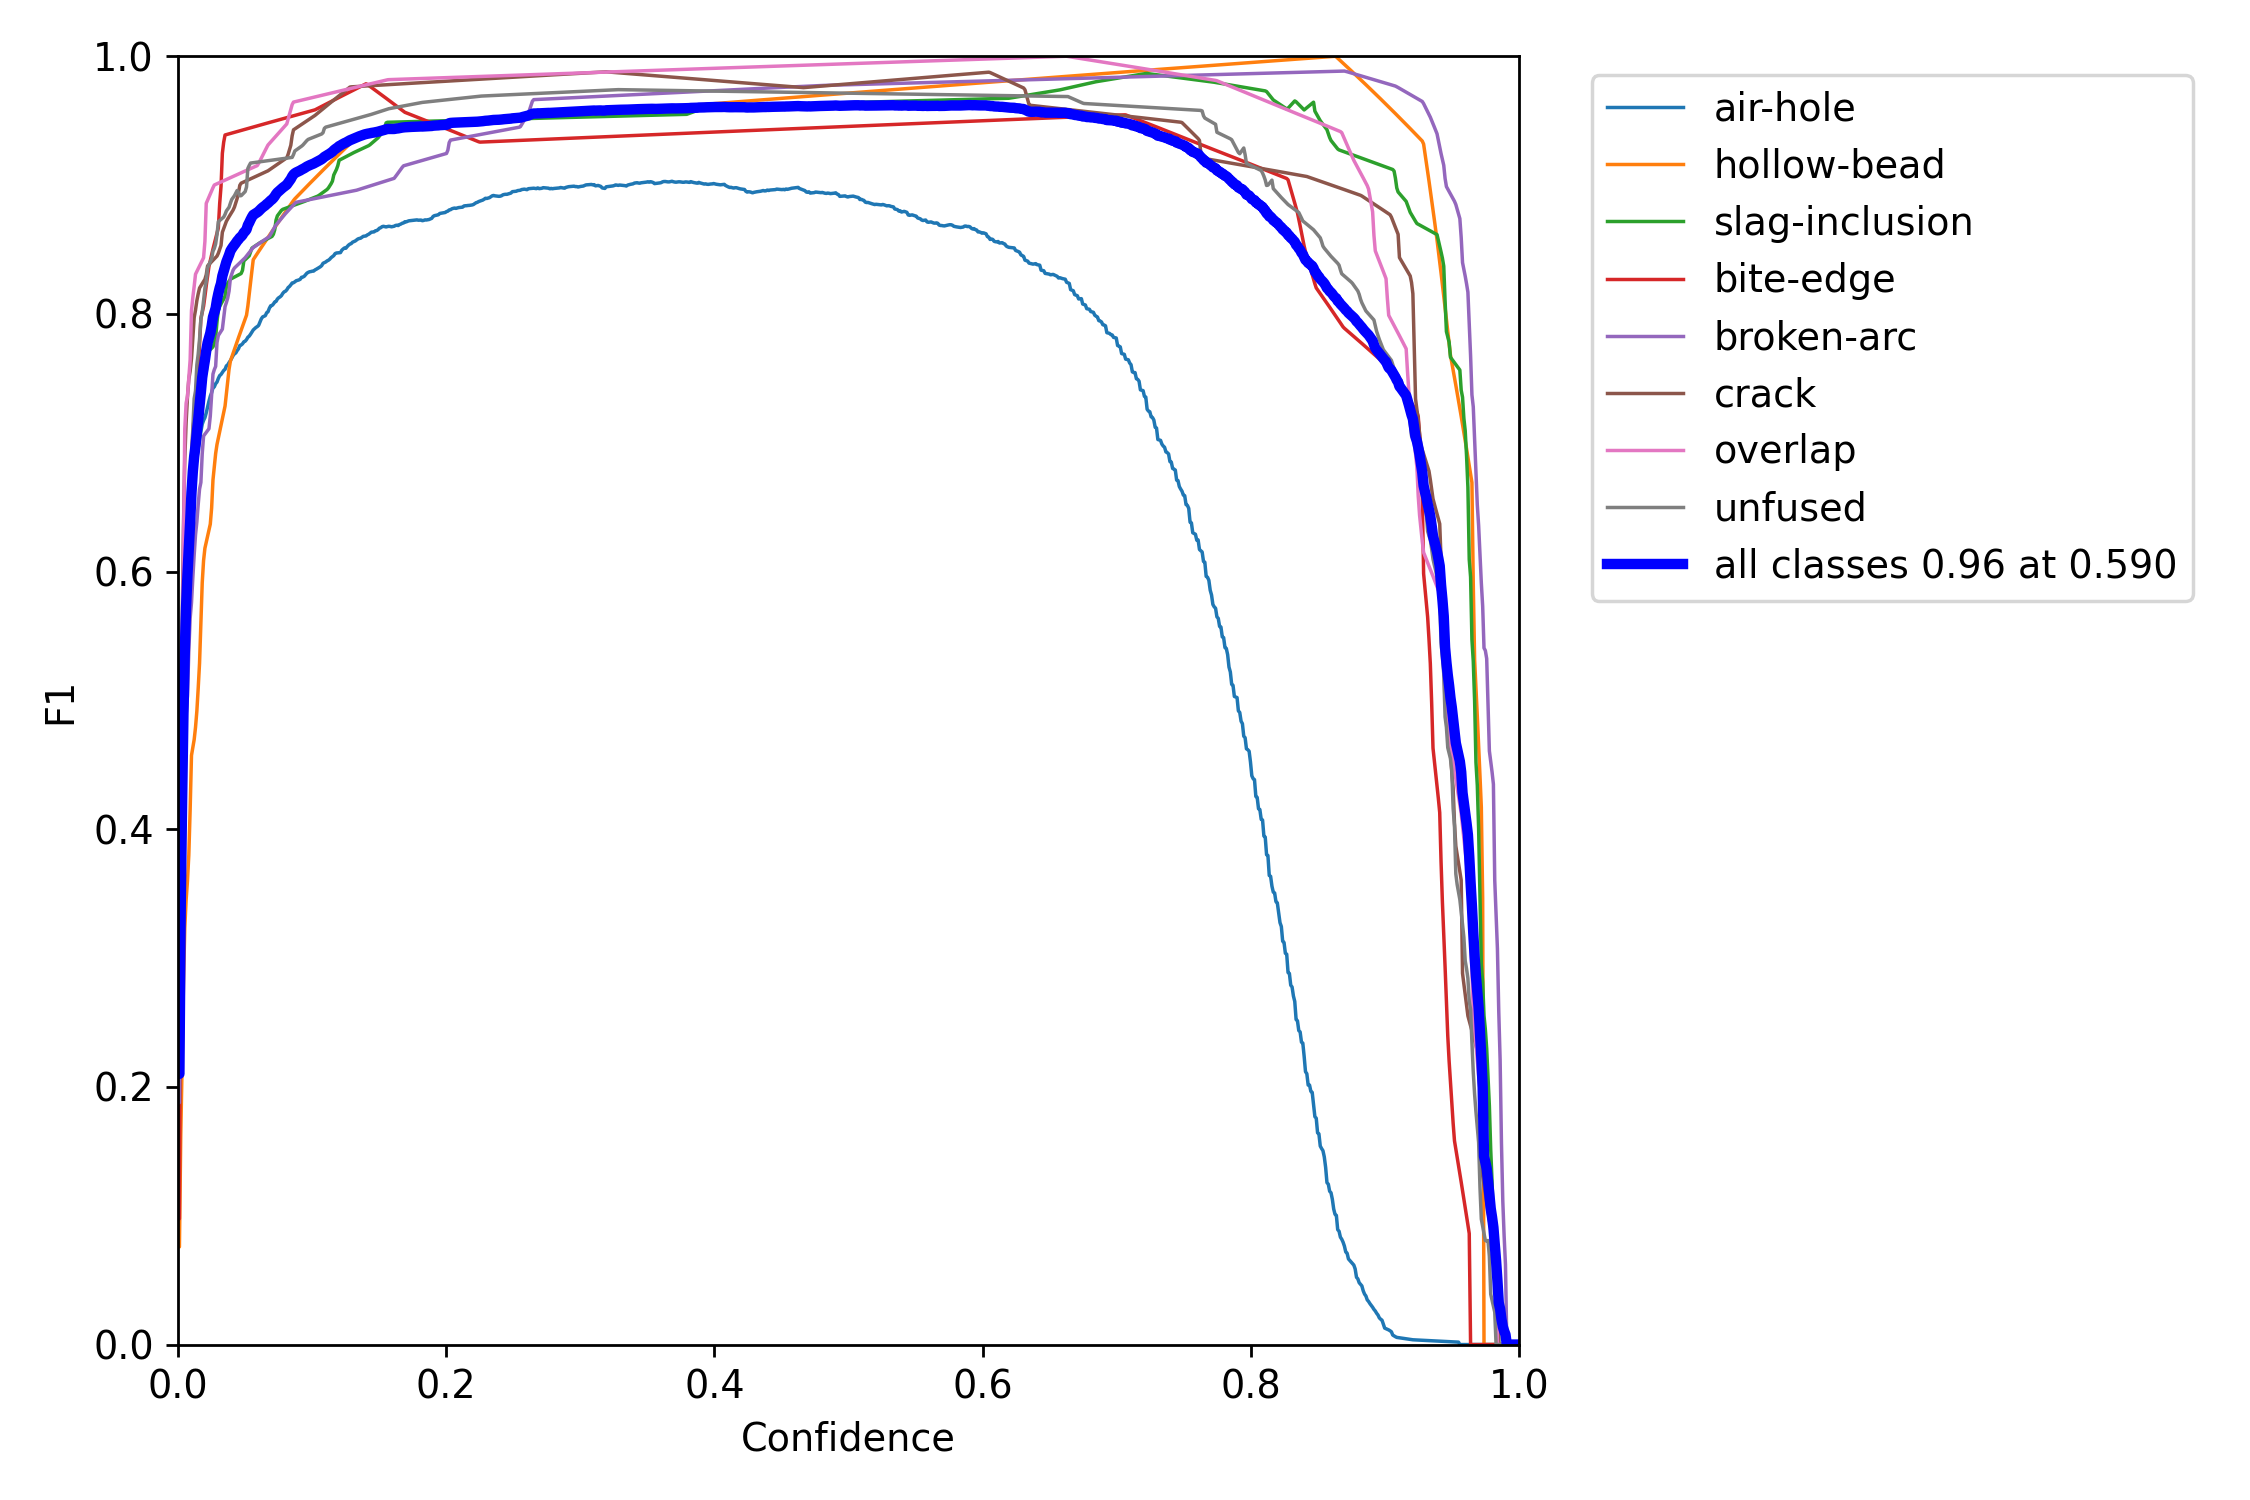 1.0
0.8
0.6
0.4
0.2
0.0
F1
0.0 0.2 0.4 0.6 0.8 1.0
Confidence
air-hole
hollow-bead
slag-inclusion
bite-edge
broken-arc
crack
overlap
unfused
all classes 0.96 at 0.590